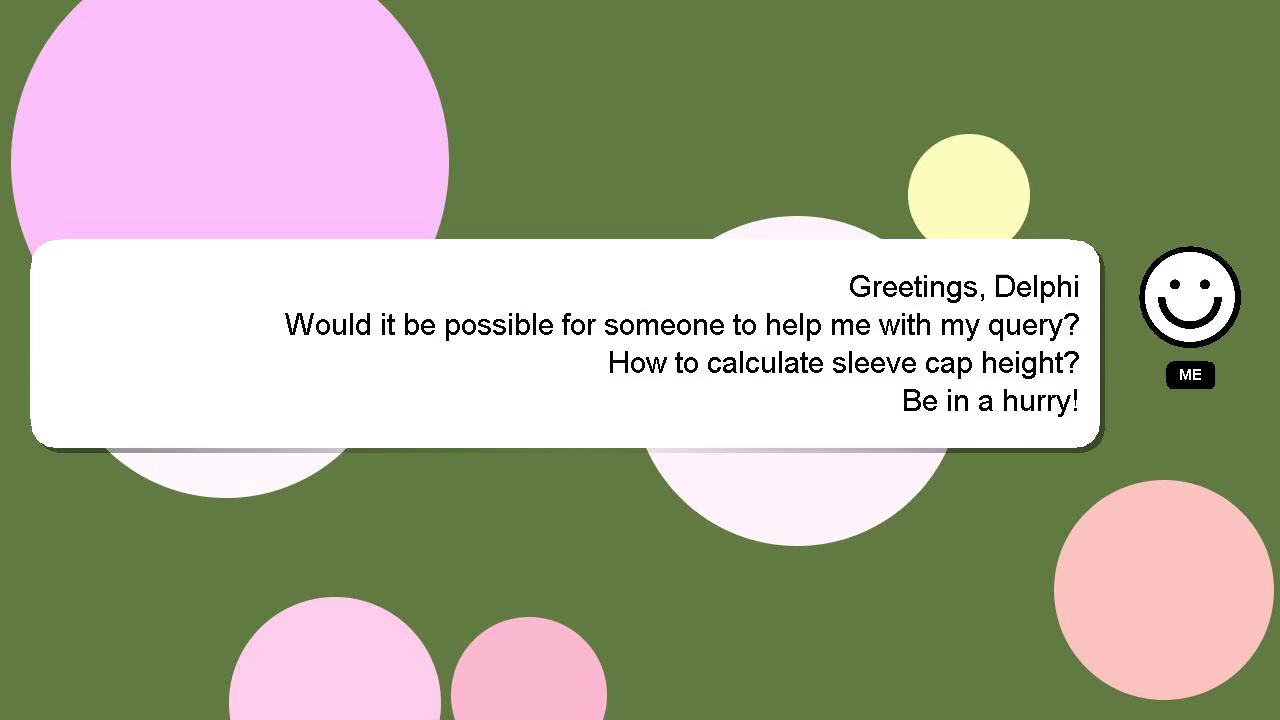 Greetings, Delphi
Would it be possible for someone to help me with my query?
How to calculate sleeve cap height?
Be in a hurry!
ME